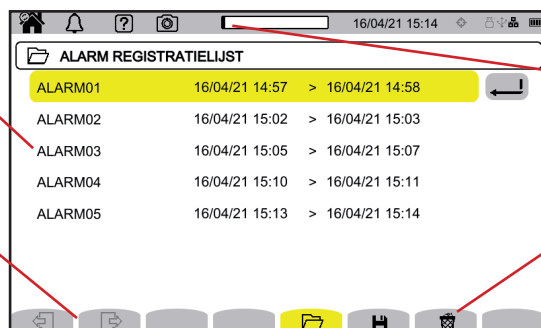 16/04/21 15:14
ALARM REGISTRATIELIJST
ALARM01 16/04/21 14:57 > 16/04/21 14:58
ALARM02 16/04/21 15:02 > 16/04/21 15:03
ALARM03 16/04/21 15:05 > 16/04/21 15:07
ALARM04 16/04/21 15:10 > 16/04/21 15:11
ALARM05 16/04/21 15:13 > 16/04/21 15:14